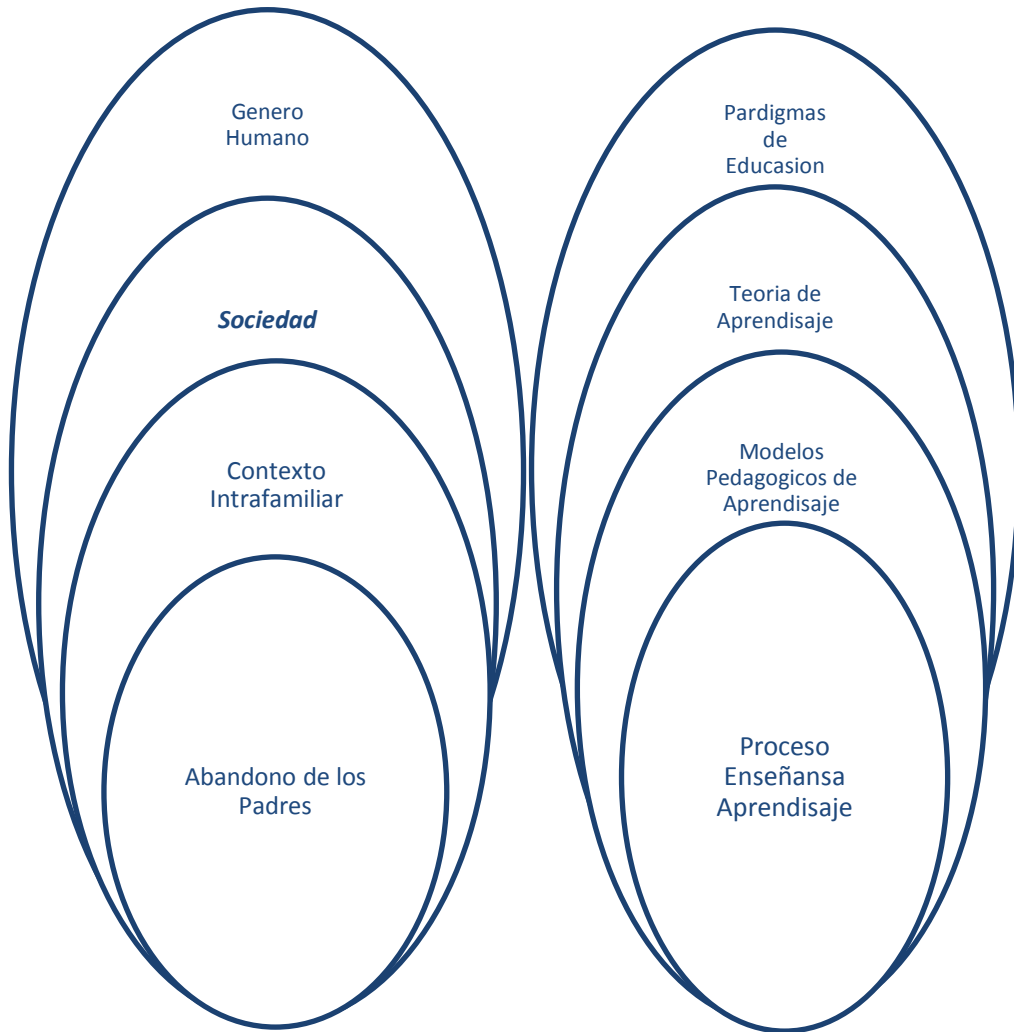 Genero
Humano
Sociedad
Contexto
Intrafamiliar
Abandono de los
Padres
Pardigmas
de
Educasion
Teoria de
Aprendisaje
Modelos
Pedagogicos de
Aprendisaje
Proceso
Enseñansa
Aprendisaje